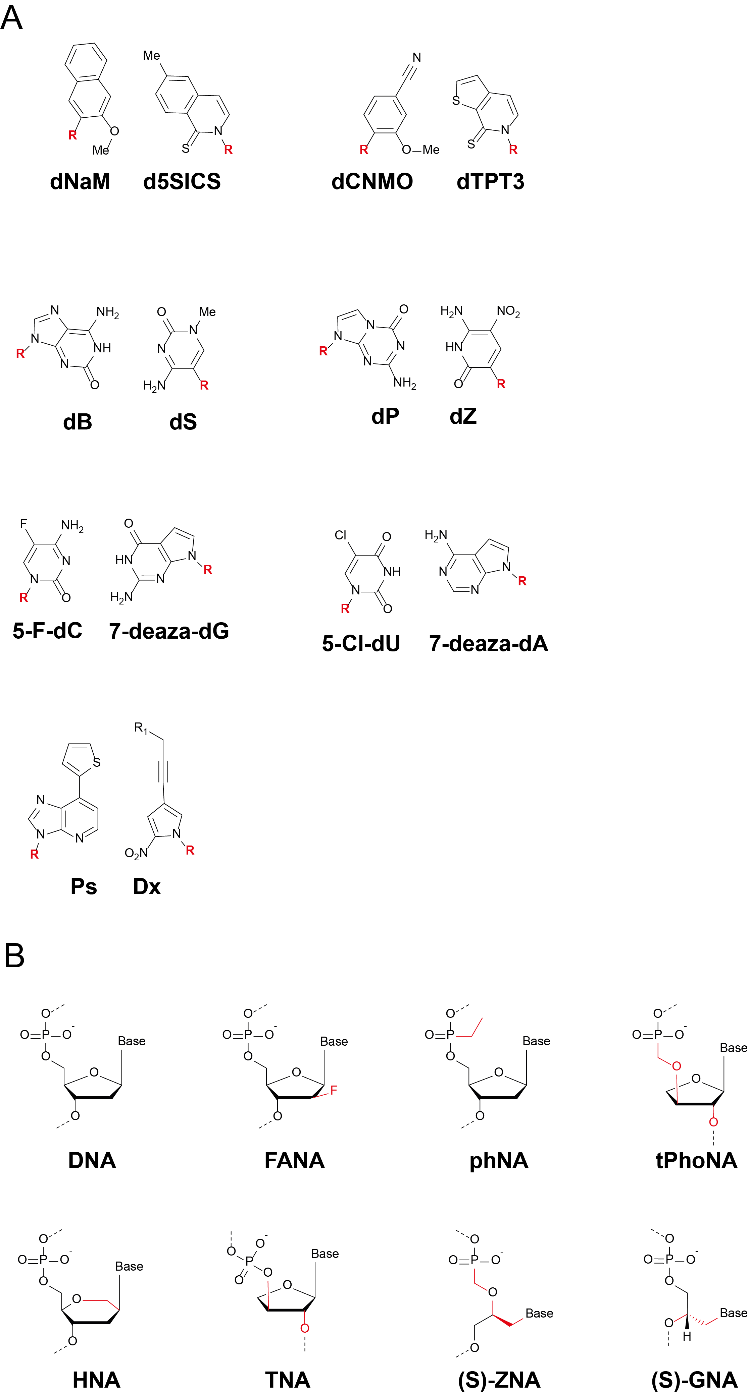 A
Me
R
O
Me
S
N
R
dNaM
d5SICS
N
R
O
Me
S
S
N
R
dCNMO
dTPT3
N
NH2
N
R
NH
N
O
O
Me
N
N
H2N
R
dB
dS
O
N
N
N
R
N
NH2
H2N
NO2
HN
O
R
dP
dZ
F
NH2
N
N
R
O
O
HN
N
R
H2N
N
5-F-dC
7-deaza-dG
Cl
O
NH
N
R
O
H2N
N
N
N
R
5-Cl-dU
7-deaza-dA
S
N
N
R
N
R1
N
O2N
R
Ps
Dx
B
O
O=P-O-
O
Base
O
O
DNA
O
O=P-O-
O
Base
O
F
O
FANA
O
O=P
O
Base
O
O
phNA
O
O=P-O-
O
Base
O
O
tPhoNA
O
O=P-O-
O
Base
O
O
HNA
O
O-
P
O
O
Base
O
O
TNA
O
O=P-O-
O
Base
O
(S)-ZNA
O
O=P-O-
O
Base
O
H
(S)-GNA